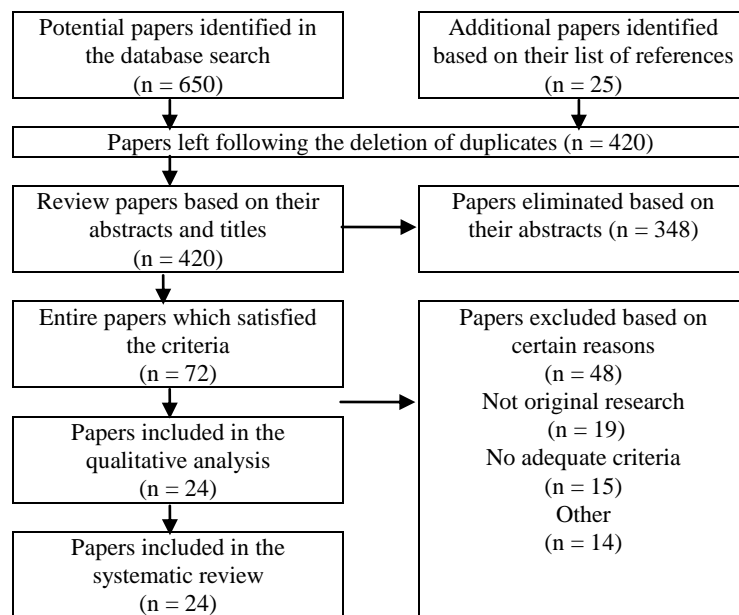 Potential papers identified in
the database search
(n = 650)
Additional papers identified
based on their list of references
(n = 25)
Papers left following the deletion of duplicates (n = 420)
Review papers based on their
abstracts and titles
(n = 420)
Papers eliminated based on
their abstracts (n = 348)
Entire papers which satisfied
the criteria
(n = 72)
Papers excluded based on
certain reasons
(n = 48)
Not original research
(n = 19)
No adequate criteria
(n = 15)
Other
(n = 14)
Papers included in the
qualitative analysis
(n = 24)
Papers included in the
systematic review
(n = 24)